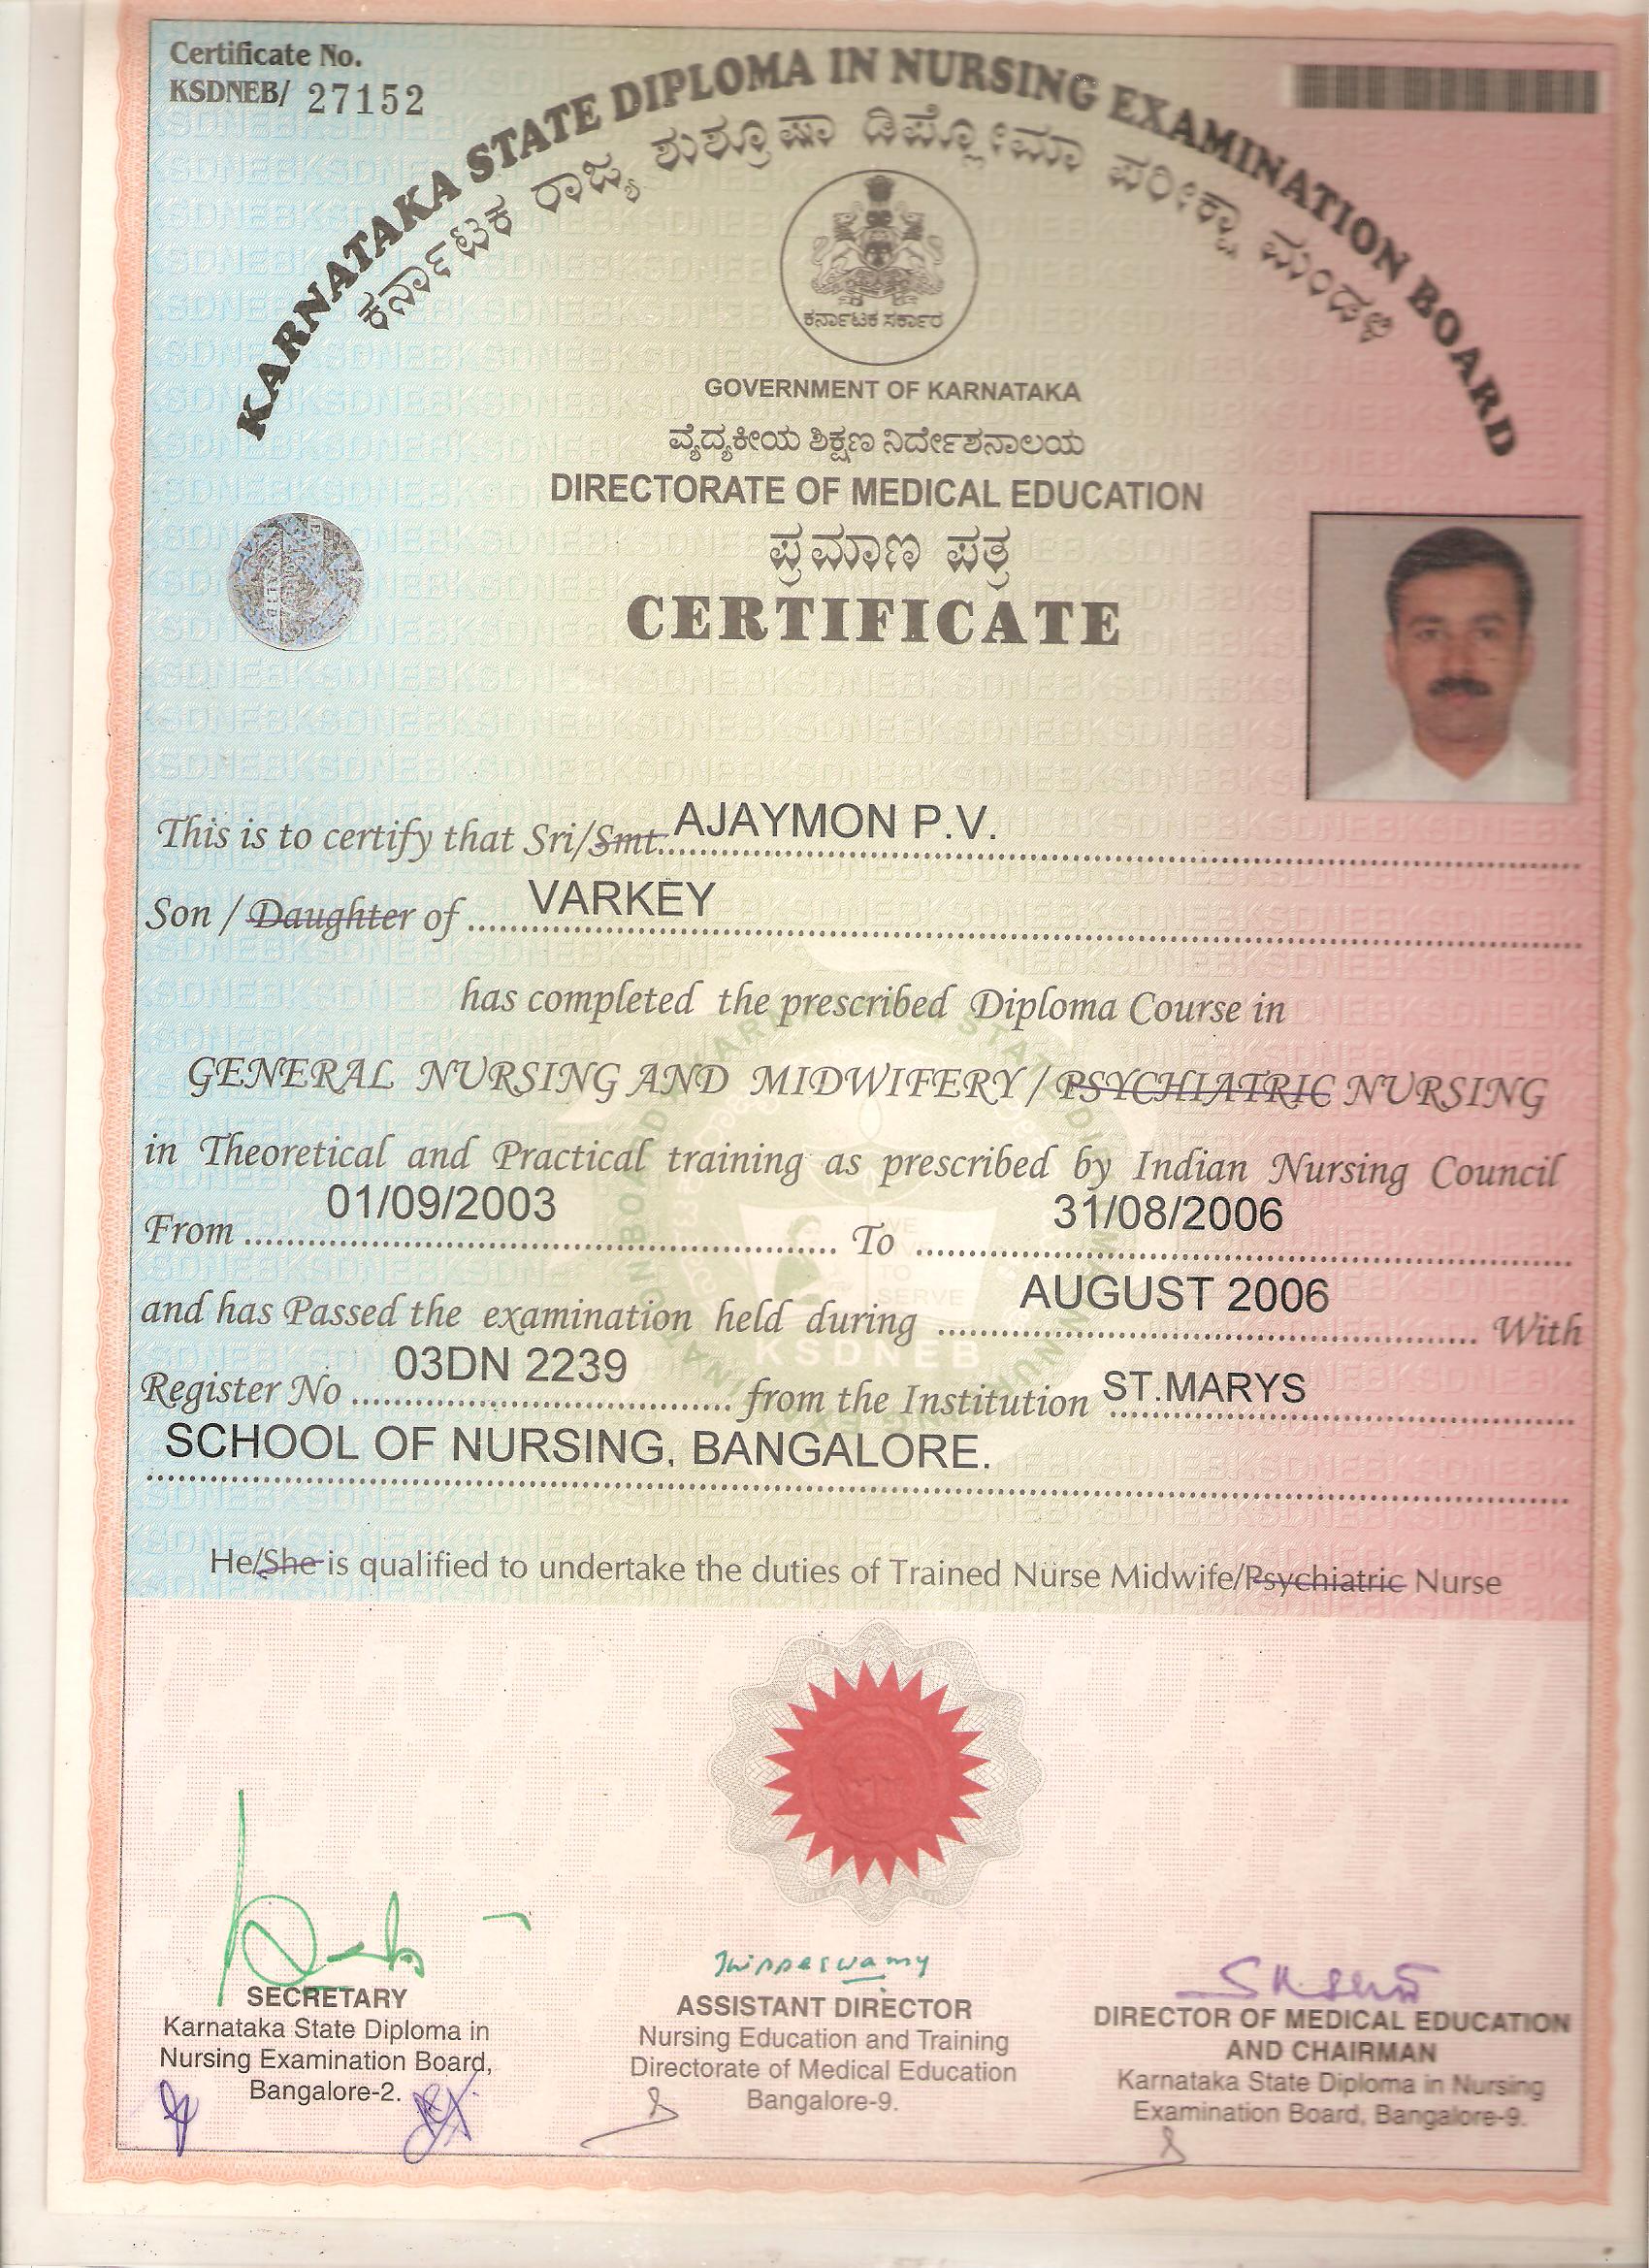 Certificate No.
KSDNEB/ 27152
KARNATAKA STATE DIPLOMA IN NURSING EXAMINATION BOARD
ಕರ್ನಾಟಕ ರಾಜ್ಯ ಶುಶ್ರೂಷಾ ಡಿಪ್ಲೋಮಾ ಪರೀಕ್ಷಾ ಮಂಡಳಿ
ಕರ್ನಾಟಕ ಸರ್ಕಾರ
GOVERNMENT OF KARNATAKA
ವೈದ್ಯಕೀಯ ಶಿಕ್ಷಣ ನಿರ್ದೇಶನಾಲಯ
DIRECTORATE OF MEDICAL EDUCATION
ಪ್ರಮಾಣ ಪತ್ರ
CERTIFICATE
This is to certify that Sri/Smt. AJAYMON P.V.
Son / Daughter of VARKEY
has completed the prescribed Diploma Course in
GENERAL NURSING AND MIDWIFERY / PSYCHIATRIC NURSING
in Theoretical and Practical training as prescribed by Indian Nursing Council
From 01/09/2003 To 31/08/2006
and has Passed the examination held during AUGUST 2006 With
Register No 03DN 2239 from the Institution ST.MARYS
SCHOOL OF NURSING, BANGALORE.
He/She is qualified to undertake the duties of Trained Nurse Midwife/Psychiatric Nurse
WE
TO
SERVE
KSDNEB
Thippeswamy
SECRETARY
Karnataka State Diploma in
Nursing Examination Board,
Bangalore-2.
ASSISTANT DIRECTOR
Nursing Education and Training
Directorate of Medical Education
Bangalore-9.
DIRECTOR OF MEDICAL EDUCATION
AND CHAIRMAN
Karnataka State Diploma in Nursing
Examination Board, Bangalore-9.